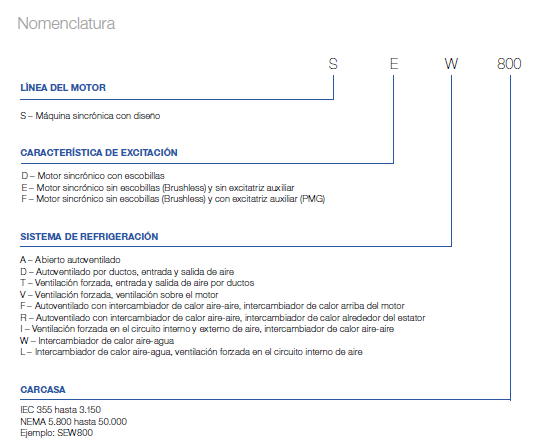 Nomenclatura
S E W 800
LÌNEA DEL MOTOR
S – Máquina sincrónica con diseño
CARACTERÍSTICA DE EXCITACIÓN
D – Motor sincrónico con escobillas
E – Motor sincrónico sin escobillas (Brushless) y sin excitatriz auxiliar
F – Motor sincrónico sin escobillas (Brushless) y con excitatriz auxiliar (PMG)
SISTEMA DE REFRIGERACIÓN
A – Abierto autoventilado
D – Autoventilado por ductos, entrada y salida de aire
T – Ventilación forzada, entrada y salida de aire por ductos
V – Ventilación forzada, ventilación sobre el motor
F – Autoventilado con intercambiador de calor aire-aire, intercambiador de calor arriba del motor
R – Autoventilado con intercambiador de calor aire-aire, intercambiador de calor alrededor del estator
I – Ventilación forzada en el circuito interno y externo de aire, intercambiador de calor aire-aire
W – Intercambiador de calor aire-agua
L – Intercambiador de calor aire-agua, ventilación forzada en el circuito interno de aire
CARCASA
IEC 355 hasta 3.150
NEMA 5.800 hasta 50.000
Ejemplo: SEW800